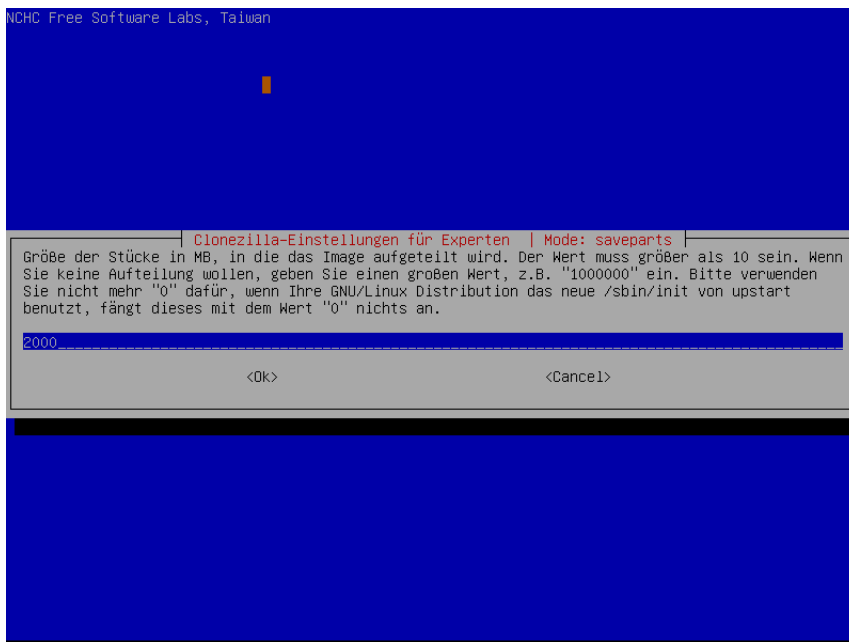 NCHC Free Software Labs, Taiwan
Clonezilla-Einstellungen für Experten | Mode: saveparts
Größe der Stücke in MB, in die das Image aufgeteilt wird. Der Wert muss größer als 10 sein. Wenn
Sie keine Aufteilung wollen, geben Sie einen großen Wert, z.B. "1000000" ein. Bitte verwenden
Sie nicht mehr "0" dafür, wenn Ihre GNU/Linux Distribution das neue /sbin/init von upstart
benutzt, fängt dieses mit dem Wert "0" nichts an.
2000
<Ok> <Cancel>